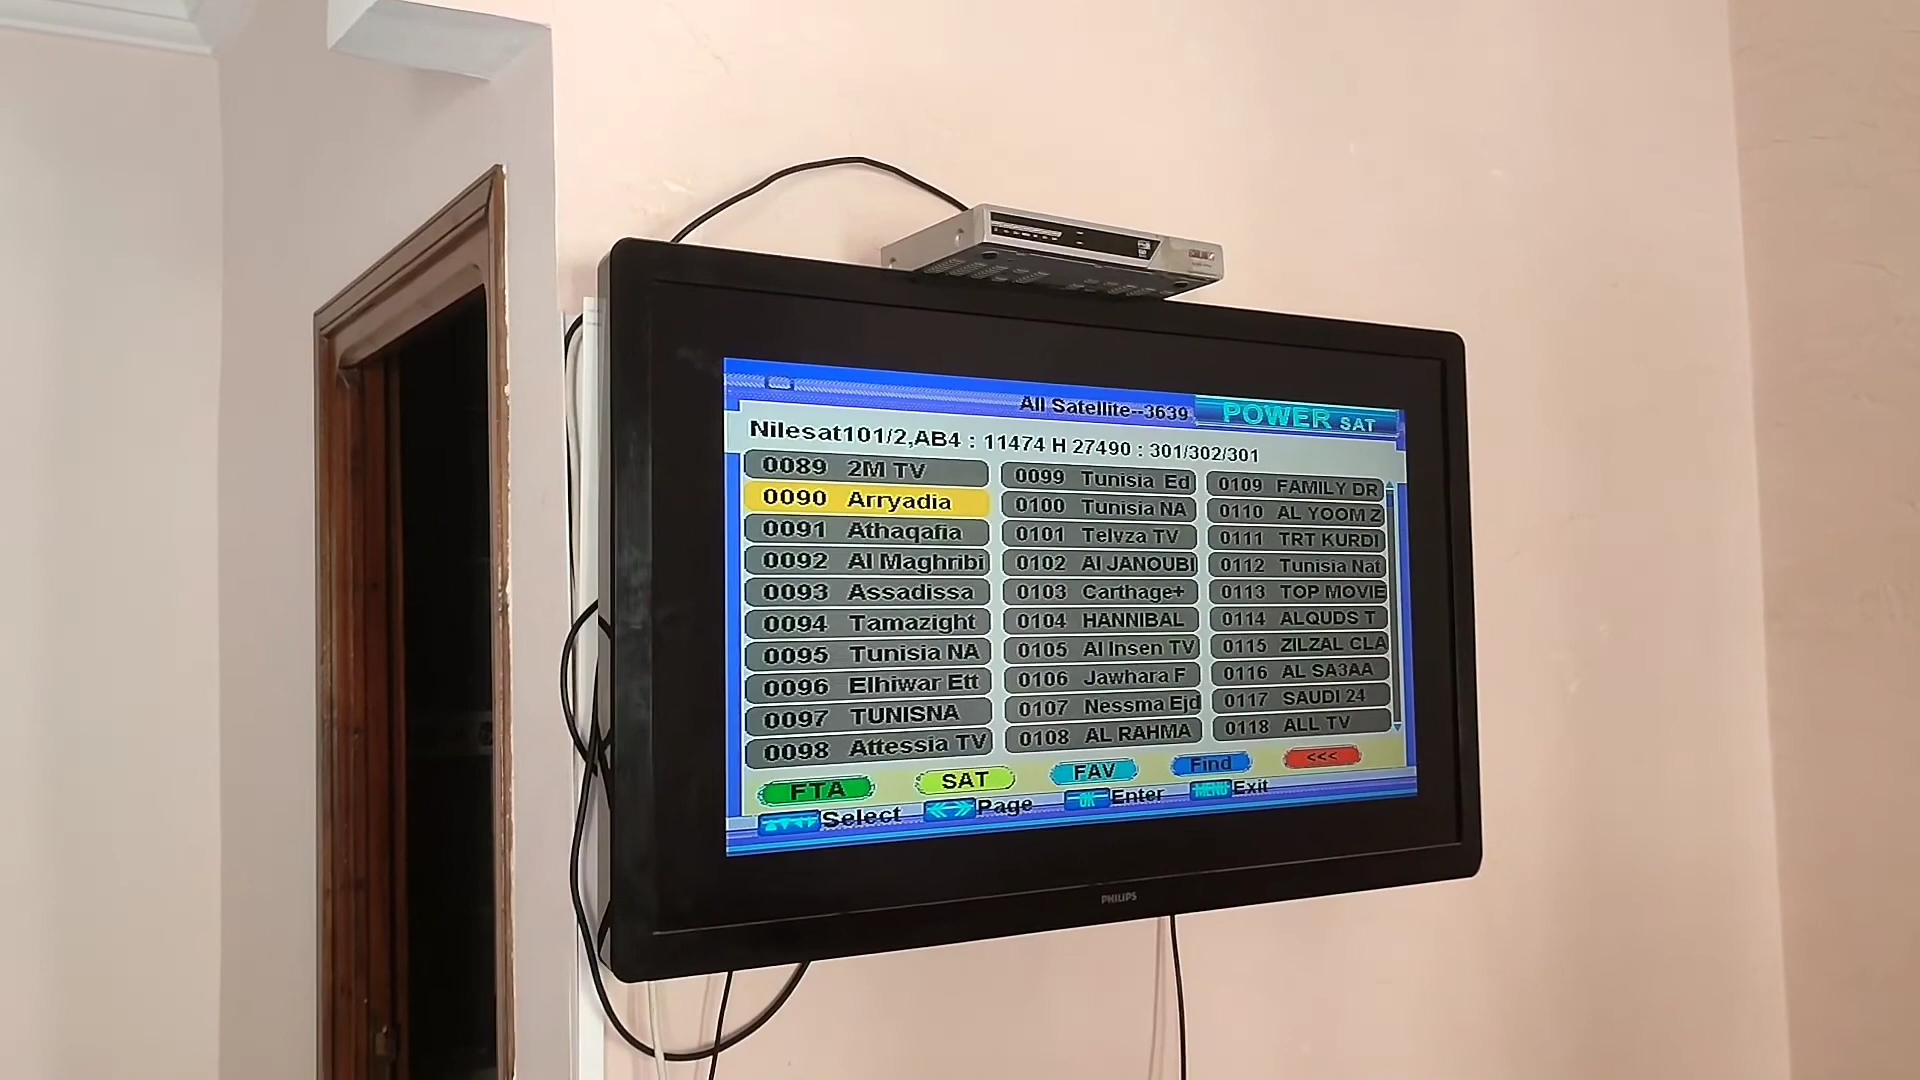 All Satellite--3639
POWER SAT
Nilesat101/2,AB4 : 11474 H 27490 : 301/302/301
0089 2M TV
0090 Arryadia
0091 Athaqafia
0092 Al Maghribi
0093 Assadissa
0094 Tamazight
0095 Tunisia NA
0096 Elhiwar Ett
0097 TUNISNA
0098 Attessia TV
0099 Tunisia Ed
0100 Tunisia NA
0101 Telvza TV
0102 Al JANOUBI
0103 Carthage+
0104 HANNIBAL
0105 Al Insen TV
0106 Jawhara F
0107 Nessma Ejd
0108 AL RAHMA
0109 FAMILY DR
0110 AL YOOM Z
0111 TRT KURDI
0112 Tunisia Nat
0113 TOP MOVIE
0114 ALQUDS T
0115 ZILZAL CLA
0116 AL SA3AA
0117 SAUDI 24
0118 ALL TV
FTA SAT FAV Find <<<
Select Page OK Enter MENU Exit
PHILIPS